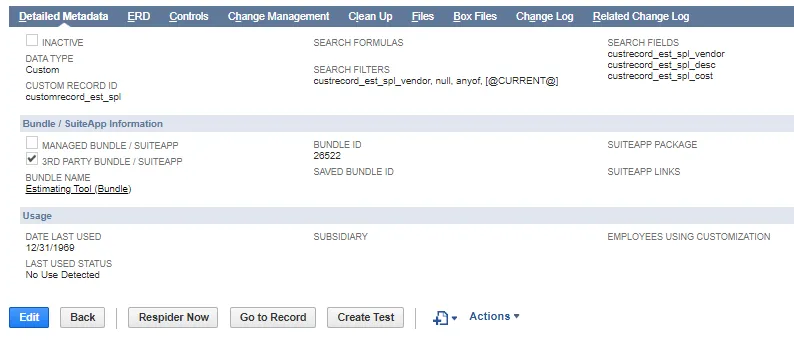 Detailed Metadata ERD Controls Change Management Clean Up Files Box Files Change Log Related Change Log
INACTIVE
DATA TYPE
Custom
CUSTOM RECORD ID
customrecord_est_spl
SEARCH FORMULAS
SEARCH FILTERS
custrecord_est_spl_vendor, null, anyof, [@CURRENT@]
SEARCH FIELDS
custrecord_est_spl_vendor
custrecord_est_spl_desc
custrecord_est_spl_cost
Bundle / SuiteApp Information
MANAGED BUNDLE / SUITEAPP
3RD PARTY BUNDLE / SUITEAPP
BUNDLE NAME
Estimating Tool (Bundle)
BUNDLE ID
26522
SAVED BUNDLE ID
SUITEAPP PACKAGE
SUITEAPP LINKS
Usage
DATE LAST USED
12/31/1969
LAST USED STATUS
No Use Detected
SUBSIDIARY
EMPLOYEES USING CUSTOMIZATION
Edit Back Respider Now Go to Record Create Test Actions